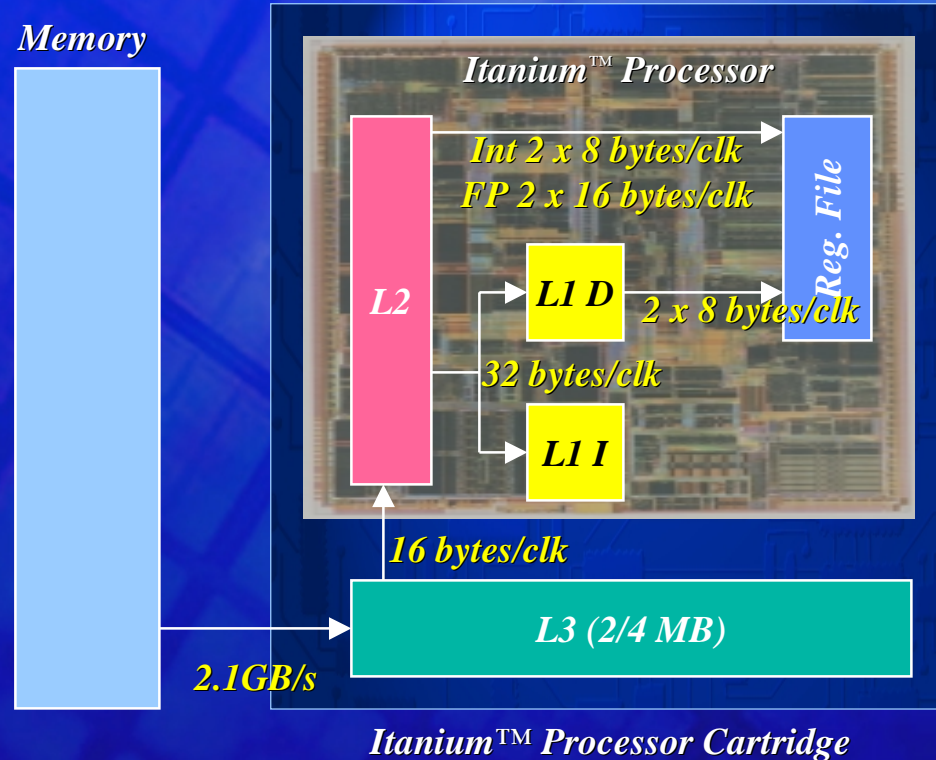 Memory
Itanium™ Processor
Int 2 x 8 bytes/clk
FP 2 x 16 bytes/clk
Reg. File
L2
L1 D
2 x 8 bytes/clk
32 bytes/clk
L1 I
16 bytes/clk
L3 (2/4 MB)
2.1GB/s
Itanium™ Processor Cartridge